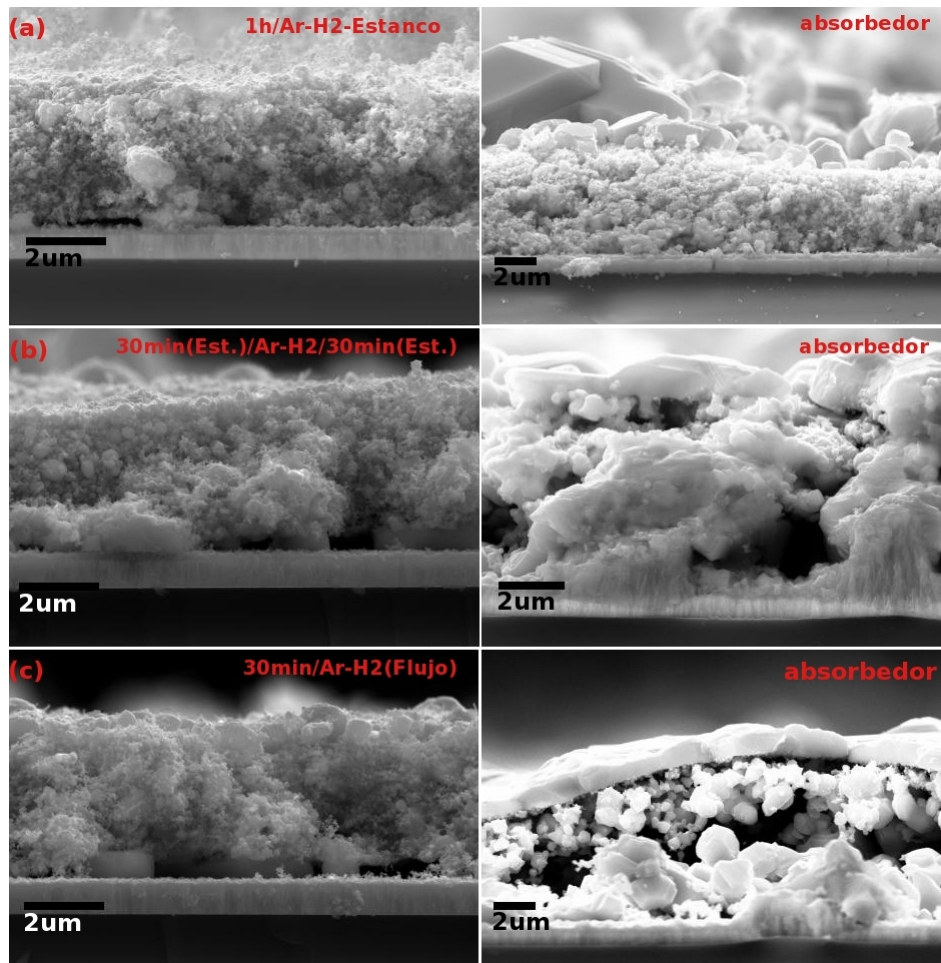 (a)
1h/Ar-H2-Estanco
absorbedor
2um
2um
(b)
30min(Est.)/Ar-H2/30min(Est.)
absorbedor
2um
2um
(c)
30min/Ar-H2(Flujo)
absorbedor
2um
2um